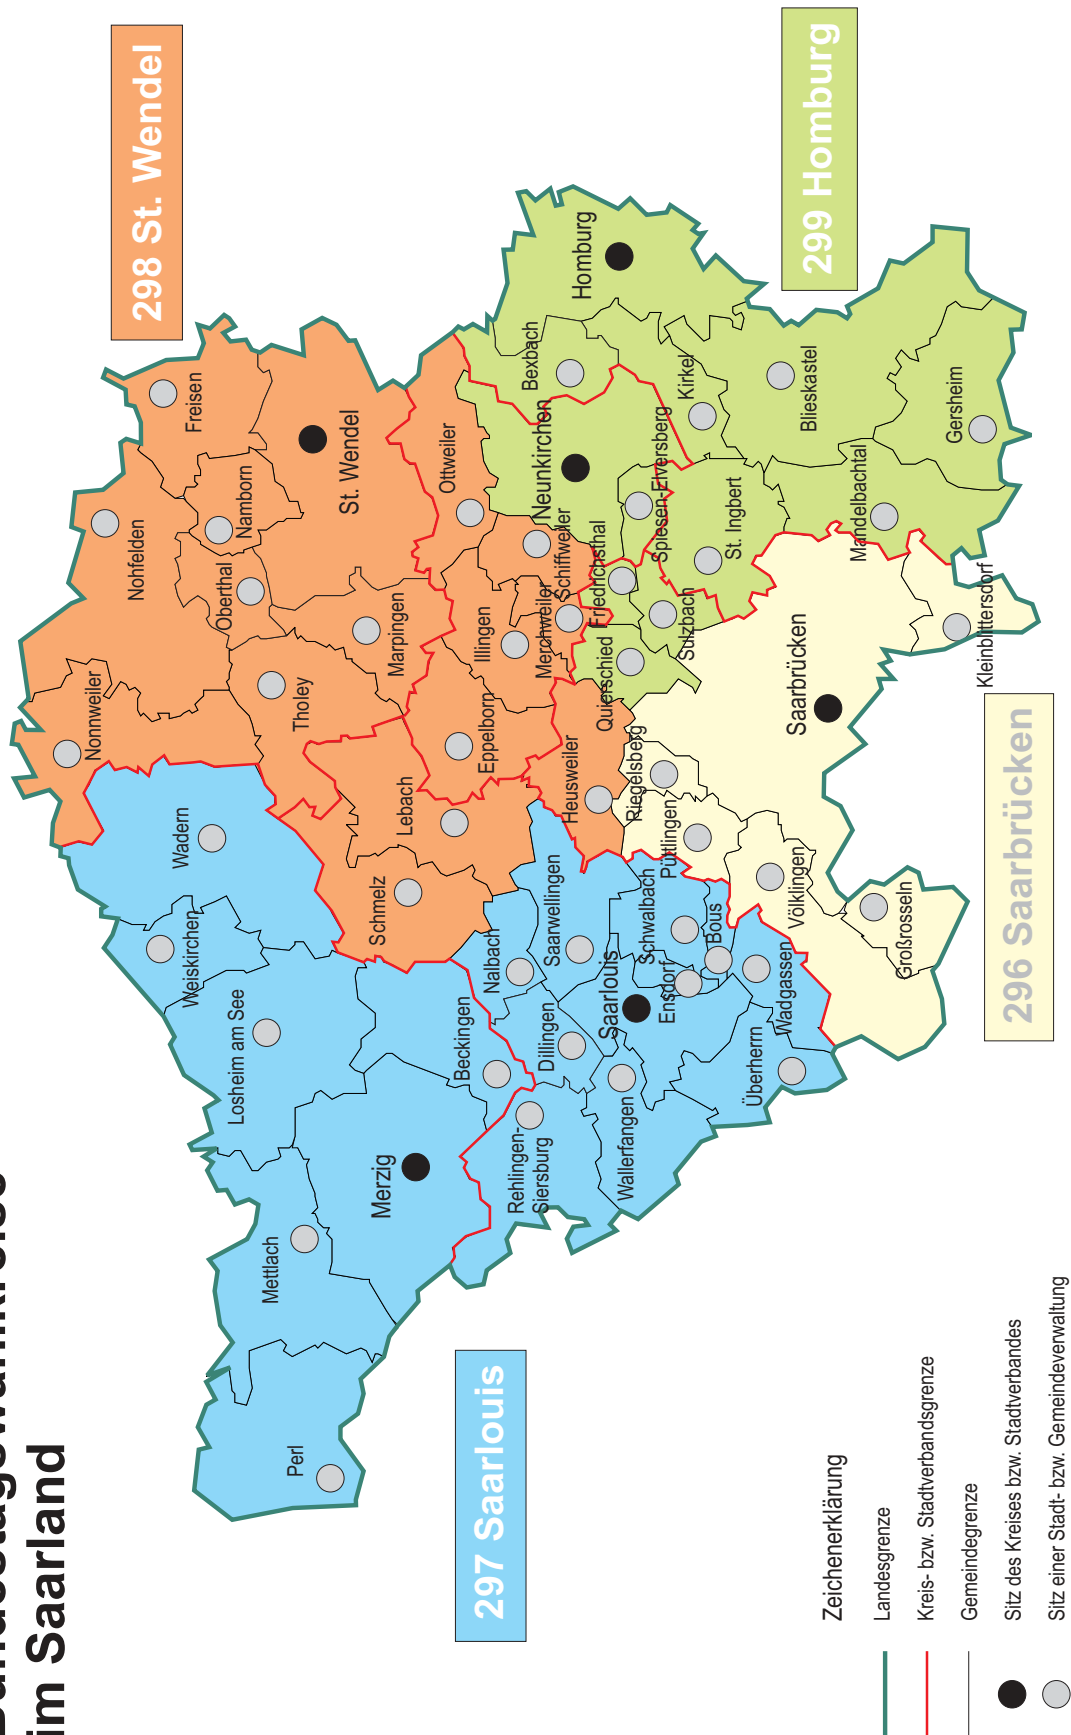 im Saarland
298 St. Wendel
299 Homburg
297 Saarlouis
296 Saarbrücken
Nonnweiler
Nohfelden
Freisen
Namborn
Oberthal
St. Wendel
Tholey
Marpingen
Ottweiler
Illingen
Schiffweiler
Merchweiler
Eppelborn
Lebach
Schmelz
Heusweiler
Wadern
Weiskirchen
Losheim am See
Mettlach
Perl
Merzig
Beckingen
Rehlingen-
Siersburg
Nalbach
Dillingen
Saarwellingen
Saarlouis
Wallerfangen
Schwalbach
Ensdorf
Bous
Wadgassen
Überherrn
Bexbach
Homburg
Neunkirchen
Spiesen-Elversberg
Kirkel
Friedrichsthal
Sulzbach
Quierschied
St. Ingbert
Blieskastel
Mandelbachtal
Gersheim
Riegelsberg
Püttlingen
Völklingen
Großrosseln
Saarbrücken
Kleinblittersdorf
Zeichenerklärung
Landesgrenze
Kreis- bzw. Stadtverbandsgrenze
Gemeindegrenze
Sitz des Kreises bzw. Stadtverbandes
Sitz einer Stadt- bzw. Gemeindeverwaltung